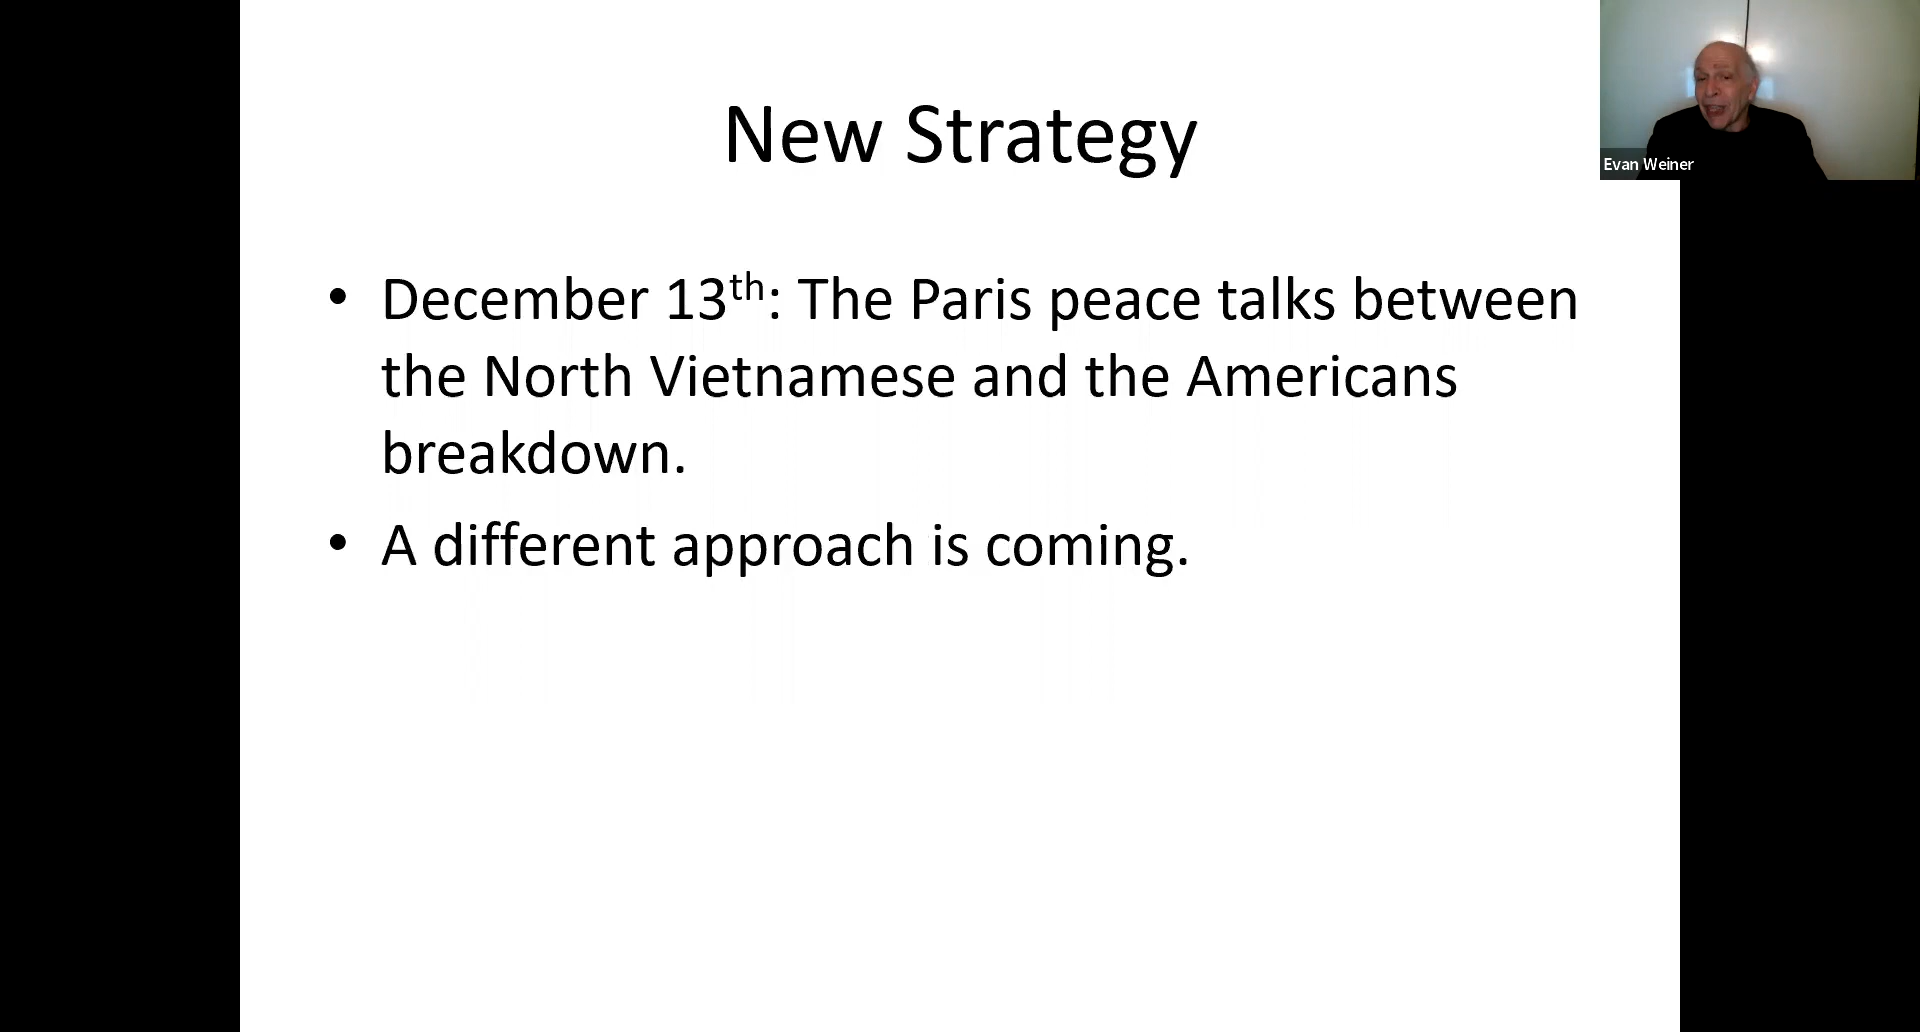 New Strategy
Evan Weiner
• December 13th: The Paris peace talks between
the North Vietnamese and the Americans
breakdown.
• A different approach is coming.